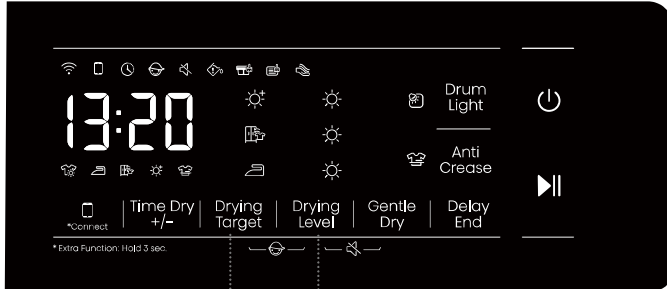 13:20
Drum
Light
Anti
Crease
*Connect
Time Dry
+/-
Drying
Target
Drying
Level
Gentle
Dry
Delay
End
* Extra Function: Hold 3 sec.